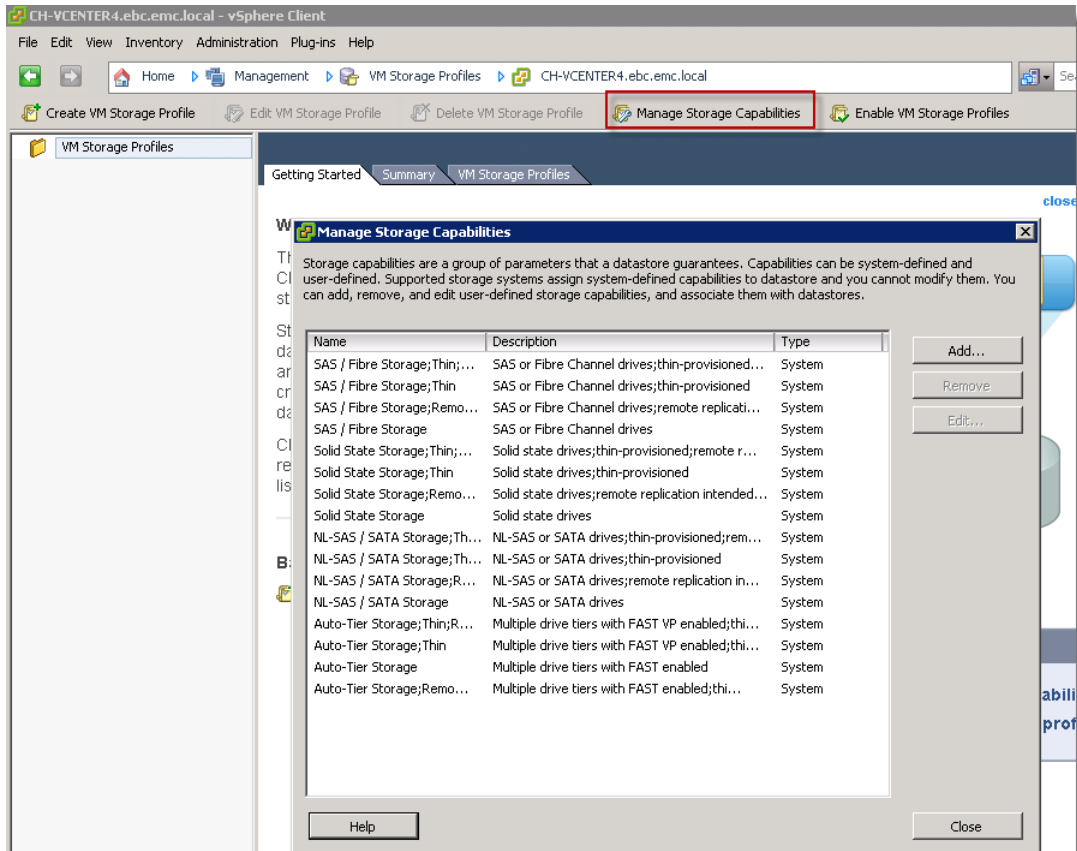 CH-VCENTER4.ebc.emc.local - vSphere Client
File Edit View Inventory Administration Plug-ins Help
Home Management VM Storage Profiles CH-VCENTER4.ebc.emc.local
Create VM Storage Profile Edit VM Storage Profile Delete VM Storage Profile Manage Storage Capabilities Enable VM Storage Profiles
VM Storage Profiles
Getting Started Summary VM Storage Profiles
close
Manage Storage Capabilities
Storage capabilities are a group of parameters that a datastore guarantees. Capabilities can be system-defined and
user-defined. Supported storage systems assign system-defined capabilities to datastore and you cannot modify them. You
can add, remove, and edit user-defined storage capabilities, and associate them with datastores.
Name Description Type
SAS / Fibre Storage;Thin;... SAS or Fibre Channel drives;thin-provisioned... System
SAS / Fibre Storage;Thin SAS or Fibre Channel drives;thin-provisioned System
SAS / Fibre Storage;Remo... SAS or Fibre Channel drives;remote replicati... System
SAS / Fibre Storage SAS or Fibre Channel drives System
Solid State Storage;Thin;... Solid state drives;thin-provisioned;remote r... System
Solid State Storage;Thin Solid state drives;thin-provisioned System
Solid State Storage;Remo... Solid state drives;remote replication intended... System
Solid State Storage Solid state drives System
NL-SAS / SATA Storage;Th... NL-SAS or SATA drives;thin-provisioned;rem... System
NL-SAS / SATA Storage;Th... NL-SAS or SATA drives;thin-provisioned System
NL-SAS / SATA Storage;R... NL-SAS or SATA drives;remote replication in... System
NL-SAS / SATA Storage NL-SAS or SATA drives System
Auto-Tier Storage;Thin;R... Multiple drive tiers with FAST VP enabled;thi... System
Auto-Tier Storage;Thin Multiple drive tiers with FAST VP enabled;thi... System
Auto-Tier Storage Multiple drive tiers with FAST enabled System
Auto-Tier Storage;Remo... Multiple drive tiers with FAST enabled;thi... System
Add...
Remove
Edit...
Help Close